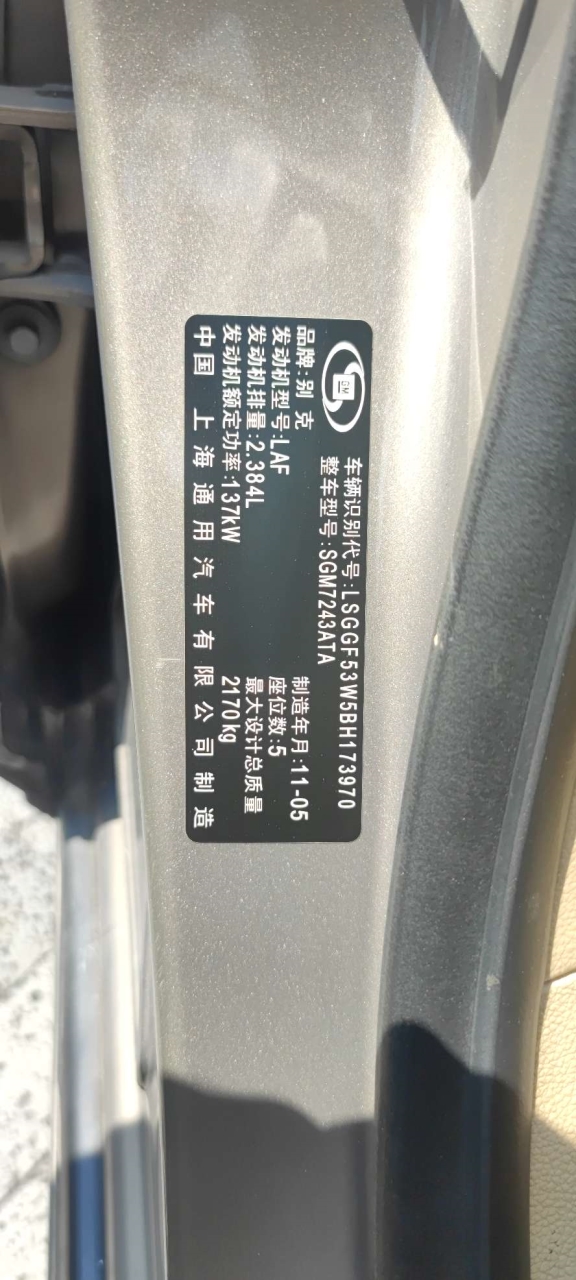 GM
车辆识别代号:LSGGF53W5BH173970
整车型号:SGM7243ATA
品牌:别克
制造年月:11-05
发动机型号:LAF
座位数:5
发动机排量:2.384L
最大设计总质量
发动机额定功率:137kW
2170kg
中国 上海通用汽车有限公司制造